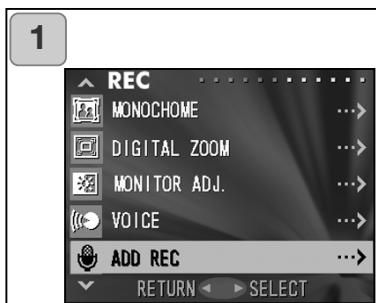 1
REC
MONOCHOME
DIGITAL ZOOM
MONITOR ADJ.
VOICE
ADD REC
RETURN SELECT